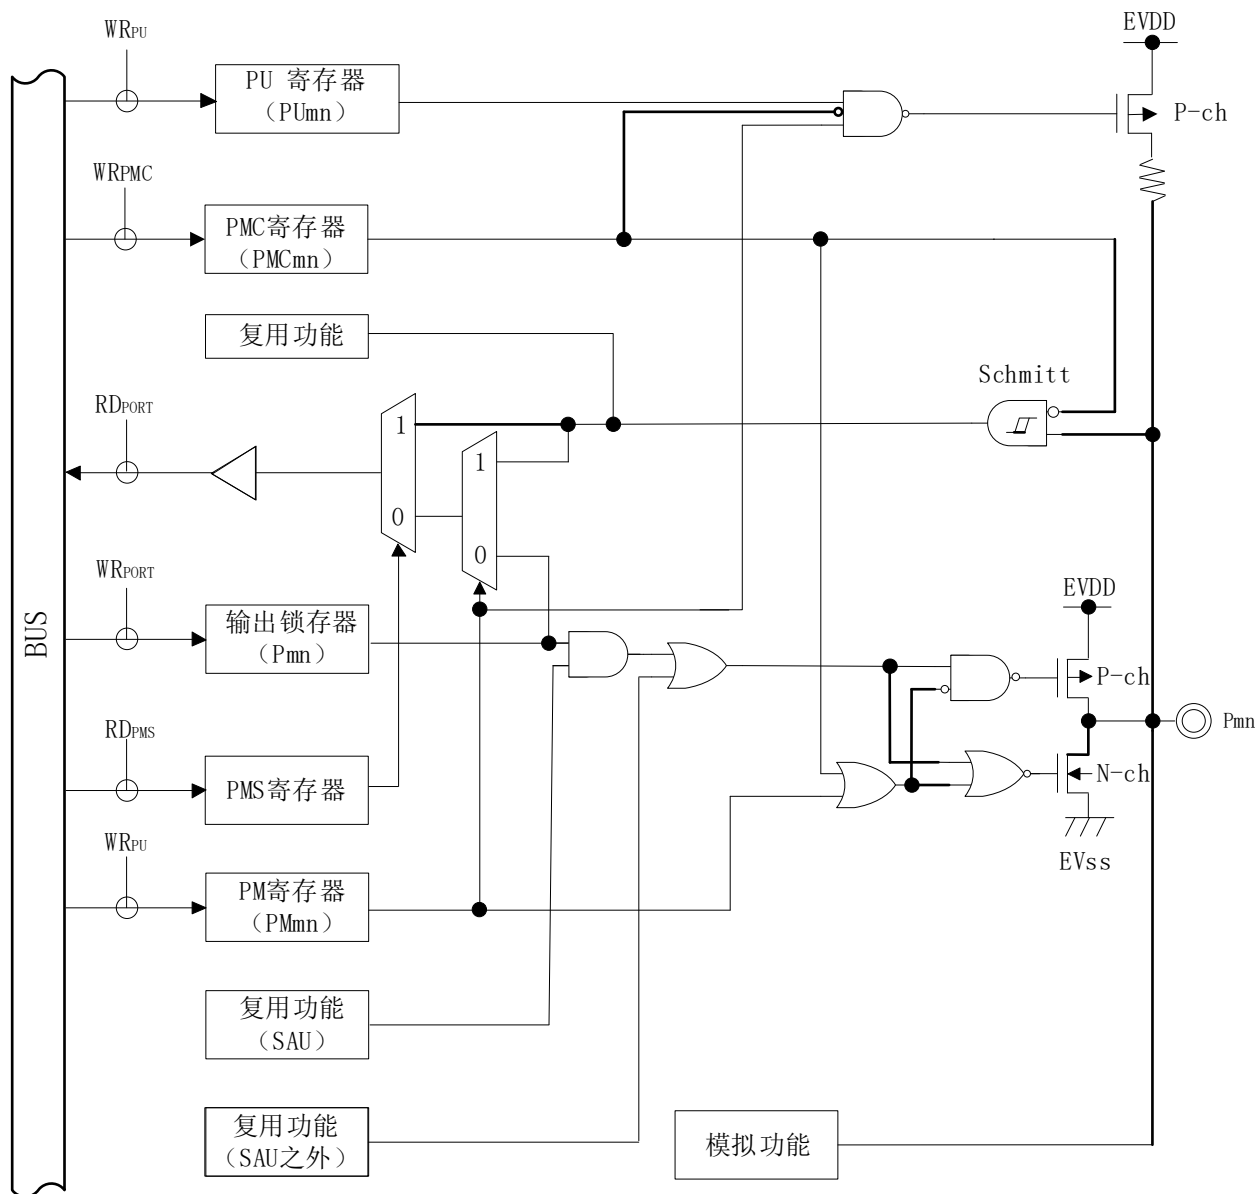 WRPU
EVDD
PU 寄存器
(PUmn)
P-ch
WRPMC
PMC寄存器
(PMCmn)
复用功能
Schmitt
RDPORT
1
1
0
0
WRPORT
EVDD
BUS
输出锁存器
(Pmn)
P-ch
Pmn
RDPMS
PMS寄存器
N-ch
WRPU
EVss
PM寄存器
(PMmn)
复用功能
(SAU)
复用功能
(SAU之外)
模拟功能